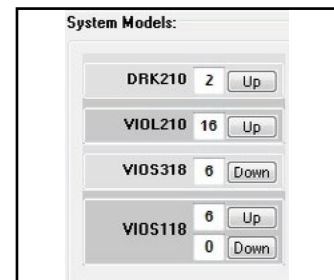 System Models:
DRK210 2 Up
VIOL210 16 Up
VIOS318 6 Down
VIOS118 6 Up
0 Down